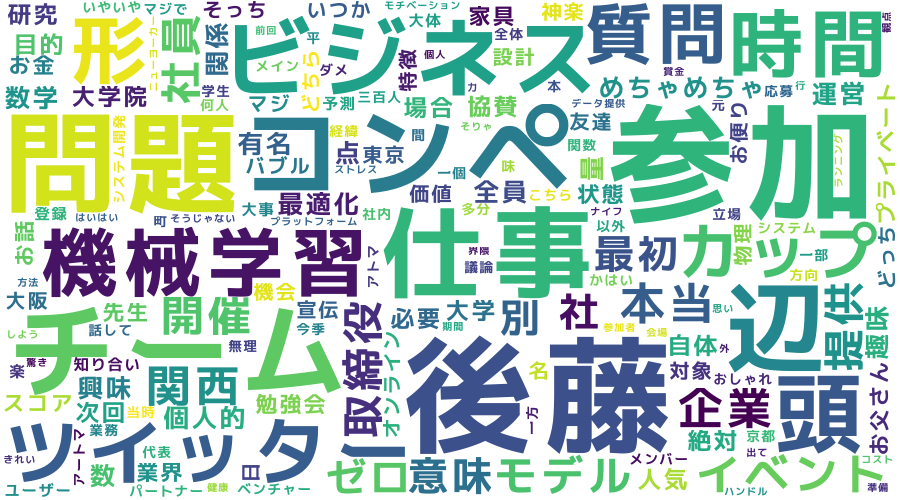 研究
いやいや
マジで
そっち
いつか
モチベーション
家具
神楽
質問
時間
観点
目的
お金
形
ニューヨーカー
社員
関係
ビジネス
前回
平
大体
全体
個人
特徴
メイン
ダメ
設計
どちら
数学
大学院
学生
何人
マジ
予測
三百人
場合
協賛
カ
本
賞金
めちゃめちゃ
応募
行
運営
データ提供
元
お便り
プライベート
問題
システム開発
有名
バブル
コンペ
経緯
点
間
東京
ストレス
そりゃ
友達
関数
量
参加
ランニング
味
一個
価値
全員
こちら
状態
登録
はいはい
町
そうじゃない
大事
最適化
プラットフォーム
社内
多分
ナイフ
以外
立場
お話
機械学習
アトマ
仕事
界隈
議論
最初
カップ
物理
システム
一部
方向
どっち
かはい
方法
大阪
先生
開催
機会
宣伝
今季
取締役
必要
大学
期間
別
社
本当
思い
辺
提供
趣味
参加者
会場
しよう
話して
チーム
無理
オンライン
後藤
名
自体
外
対象
おしゃれ
驚き
楽
知り合い
興味
関西
スコア
次回
当時
個人的
勉強会
一方
企業
頭
お父さん
絶対
京都
業務
ツイッタ
アートマ
代表
きれい
数
業界
日
ゼロ
意味
モデル
メンバー
人気
出て
イベント
コスト
ユーザー
パートナー
健康
ベンチャー
ハンドル
準備